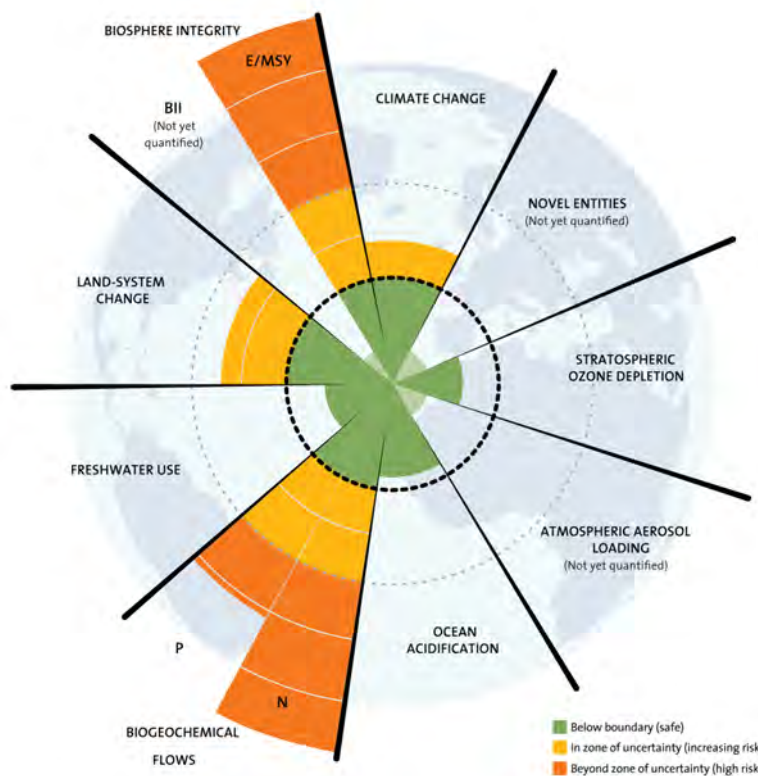 BIOSPHERE INTEGRITY
E/MSY
BII
(Not yet
quantified)
CLIMATE CHANGE
NOVEL ENTITIES
(Not yet quantified)
LAND-SYSTEM
CHANGE
STRATOSPHERIC
OZONE DEPLETION
FRESHWATER USE
ATMOSPHERIC AEROSOL
LOADING
(Not yet quantified)
OCEAN
ACIDIFICATION
P
N
BIOGEOCHEMICAL
FLOWS
Below boundary (safe)
In zone of uncertainty (increasing risk
Beyond zone of uncertainty (high risk